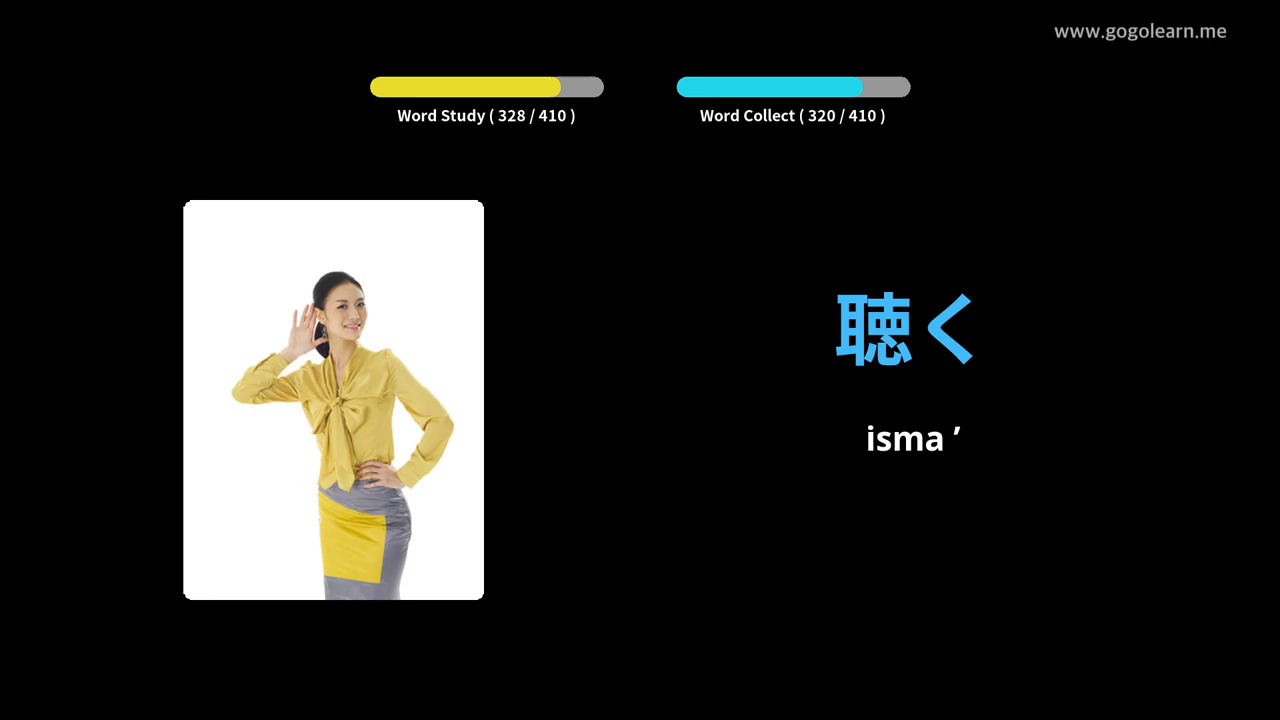 www.gogolearn.me
Word Study ( 328 / 410 )
Word Collect ( 320 / 410 )
聴く
isma ’